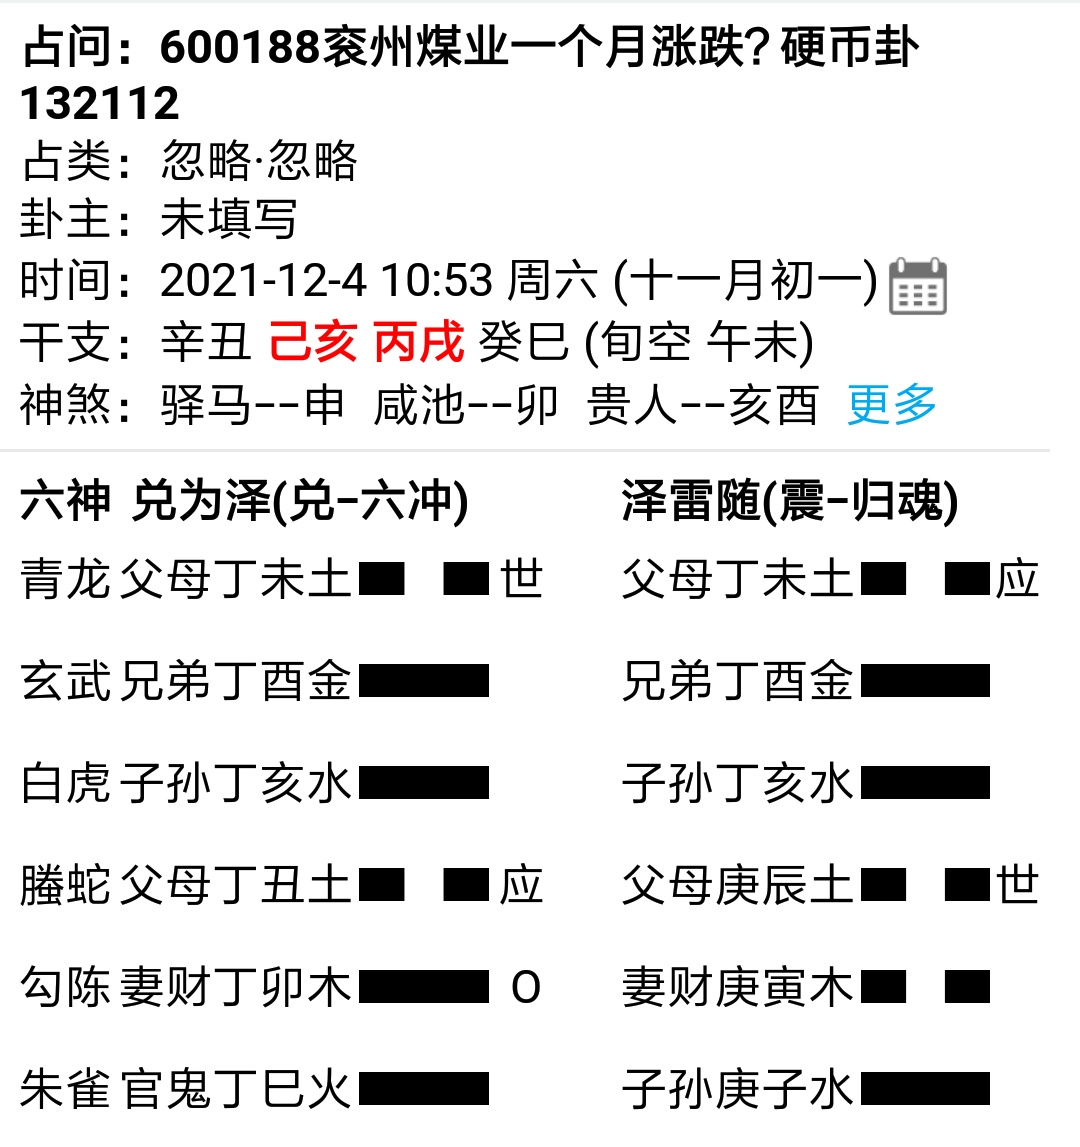 占问：600188兖州煤业一个月涨跌？硬币卦
132112
占类：忽略·忽略
卦主：未填写
时间：2021-12-4 10:53 周六 (十一月初一)
干支：辛丑 己亥 丙戌 癸巳 (旬空 午未)
神煞：驿马--申 咸池--卯 贵人--亥酉 更多
六神 兑为泽(兑-六冲) 泽雷随(震-归魂)
青龙 父母丁未土 世 父母丁未土 应
玄武 兄弟丁酉金 兄弟丁酉金
白虎 子孙丁亥水 子孙丁亥水
螣蛇 父母丁丑土 应 父母庚辰土 世
勾陈 妻财丁卯木 O 妻财庚寅木
朱雀 官鬼丁巳火 子孙庚子水